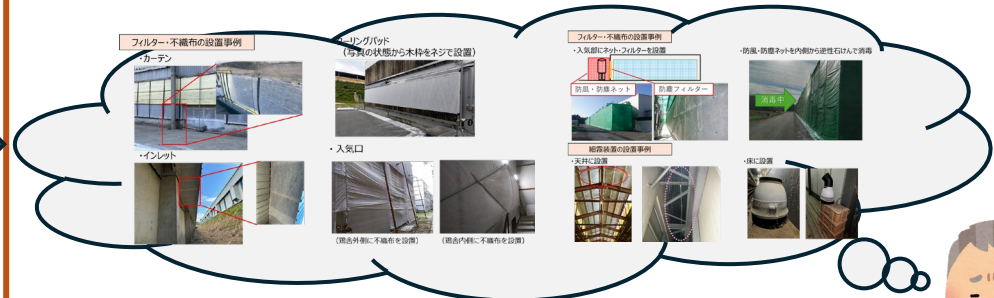 フィルター・不織布の設置事例
・カーテン
・インレット
ーリングパッド
（写真の状態から木枠をネジで設置）
・入気口
（鶏舎外側に不織布を設置）
（鶏舎内側に不織布を設置）
フィルター・不織布の設置事例
・入気部にネット・フィルターを設置
防風・防塵ネット
防塵フィルター
・防風・防塵ネットを内側から逆性石けんで消毒
消毒中
細霧装置の設置事例
・天井に設置
・床に設置